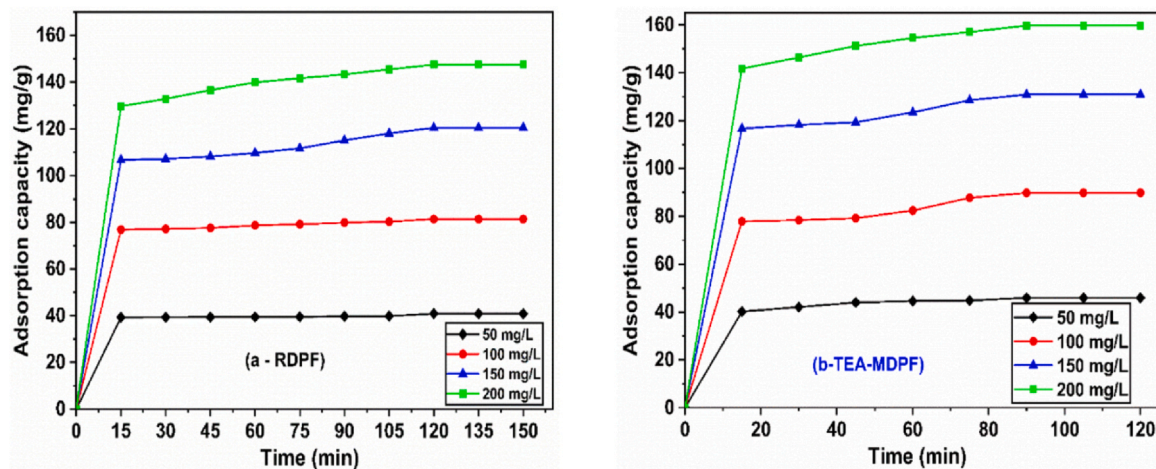 Adsorption capacity (mg/g)
160
140
120
100
80
60
40
20
0
0 15 30 45 60 75 90 105 120 135 150
Time (min)
(a - RDPF)
50 mg/L
100 mg/L
150 mg/L
200 mg/L
Adsorption capacity (mg/g)
160
140
120
100
80
60
40
20
0
0 20 40 60 80 100 120
Time (min)
(b-TEA-MDPF)
50 mg/L
100 mg/L
150 mg/L
200 mg/L